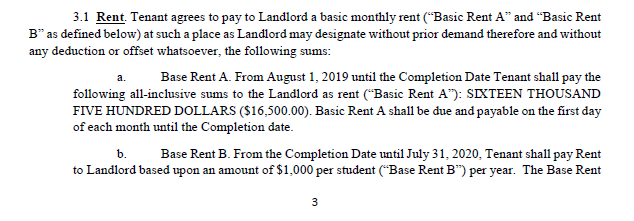 3.1 Rent. Tenant agrees to pay to Landlord a basic monthly rent (“Basic Rent A” and “Basic Rent
B” as defined below) at such a place as Landlord may designate without prior demand therefore and without
any deduction or offset whatsoever, the following sums:
a. Base Rent A. From August 1, 2019 until the Completion Date Tenant shall pay the
following all-inclusive sums to the Landlord as rent (“Basic Rent A”): SIXTEEN THOUSAND
FIVE HUNDRED DOLLARS ($16,500.00). Basic Rent A shall be due and payable on the first day
of each month until the Completion date.
b. Base Rent B. From the Completion Date until July 31, 2020, Tenant shall pay Rent
to Landlord based upon an amount of $1,000 per student (“Base Rent B”) per year. The Base Rent
3